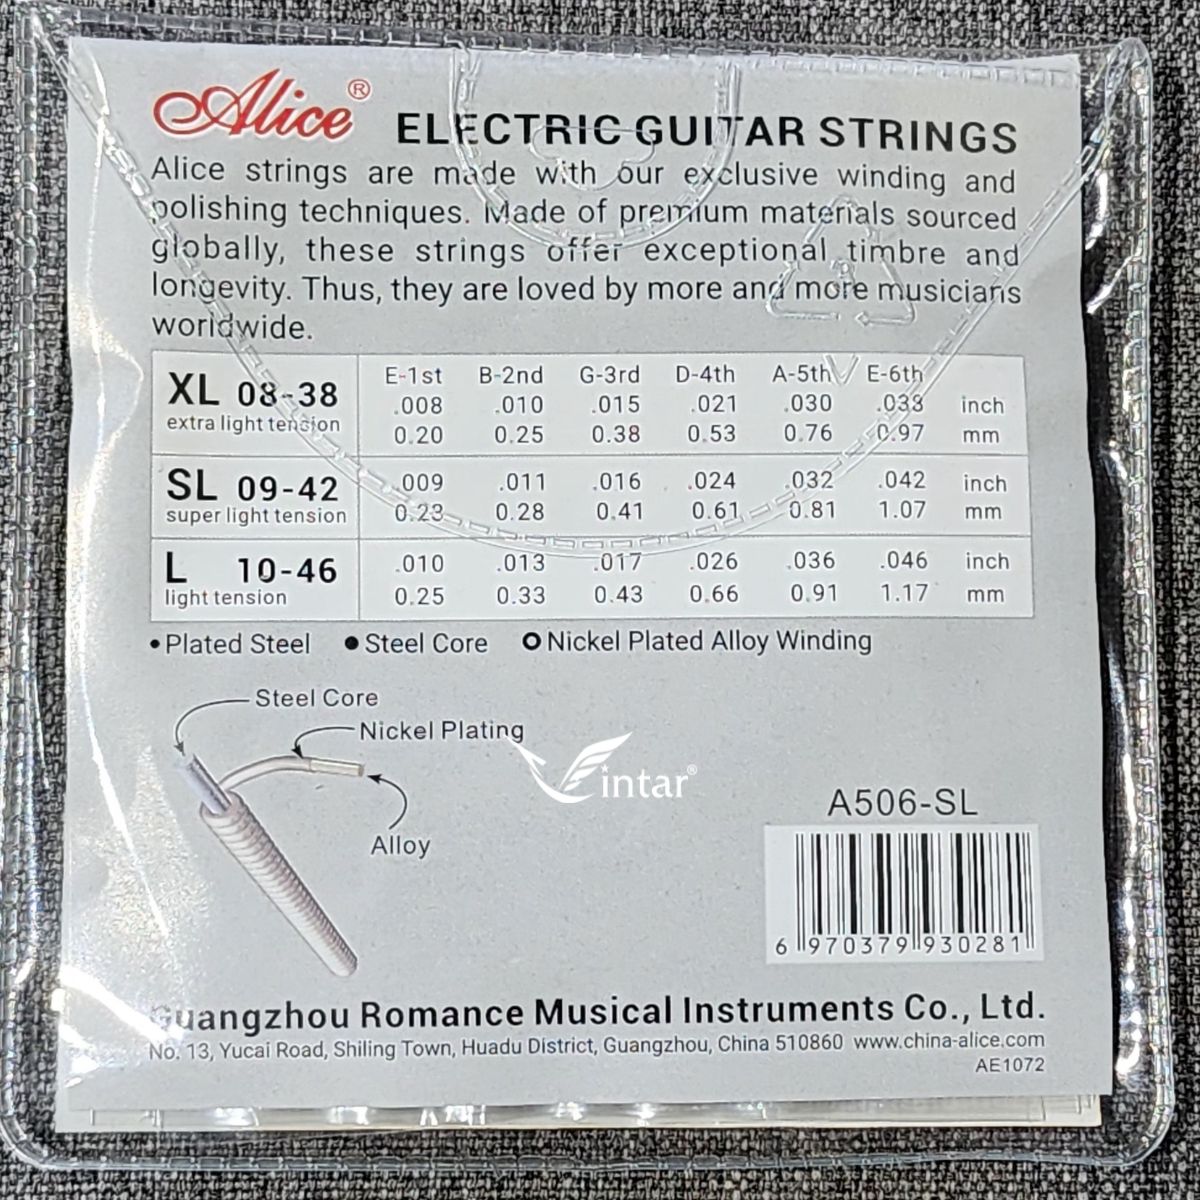 Alice® ELECTRIC GUITAR STRINGS
Alice strings are made with our exclusive winding and
polishing techniques. Made of premium materials sourced
globally, these strings offer exceptional timbre and
longevity. Thus, they are loved by more and more musicians
worldwide.
E-1st B-2nd G-3rd D-4th A-5th E-6th
XL 08-38 .008 .010 .015 .021 .030 .038 inch
extra light tension 0.20 0.25 0.38 0.53 0.76 0.97 mm
SL 09-42 .009 .011 .016 .024 .032 .042 inch
super light tension 0.23 0.28 0.41 0.61 0.81 1.07 mm
L 10-46 .010 .013 .017 .026 .036 .046 inch
light tension 0.25 0.33 0.43 0.66 0.91 1.17 mm
•Plated Steel ●Steel Core ○Nickel Plated Alloy Winding
Steel Core
Nickel Plating
Vintar®
Alloy
A506-SL
6 970379 930281
Guangzhou Romance Musical Instruments Co., Ltd.
No. 13, Yucai Road, Shiling Town, Huadu District, Guangzhou, China 510860 www.china-alice.com
AE1072